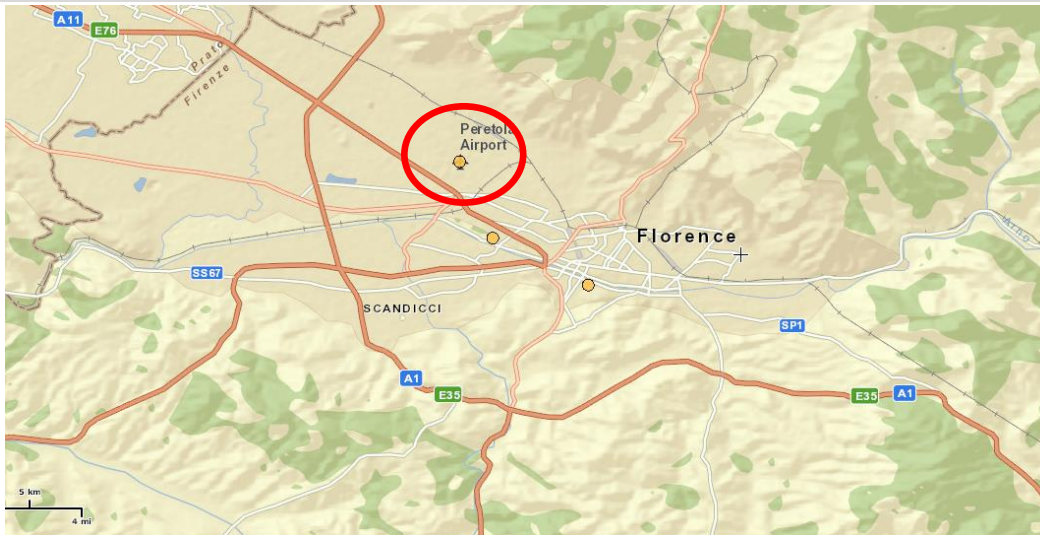 A11
E76
Prato
Firenze
Peretola
Airport
Florence
Arno
SS67
SCANDICCI
SP1
A1
E35
E35
A1
5 km
4 mi